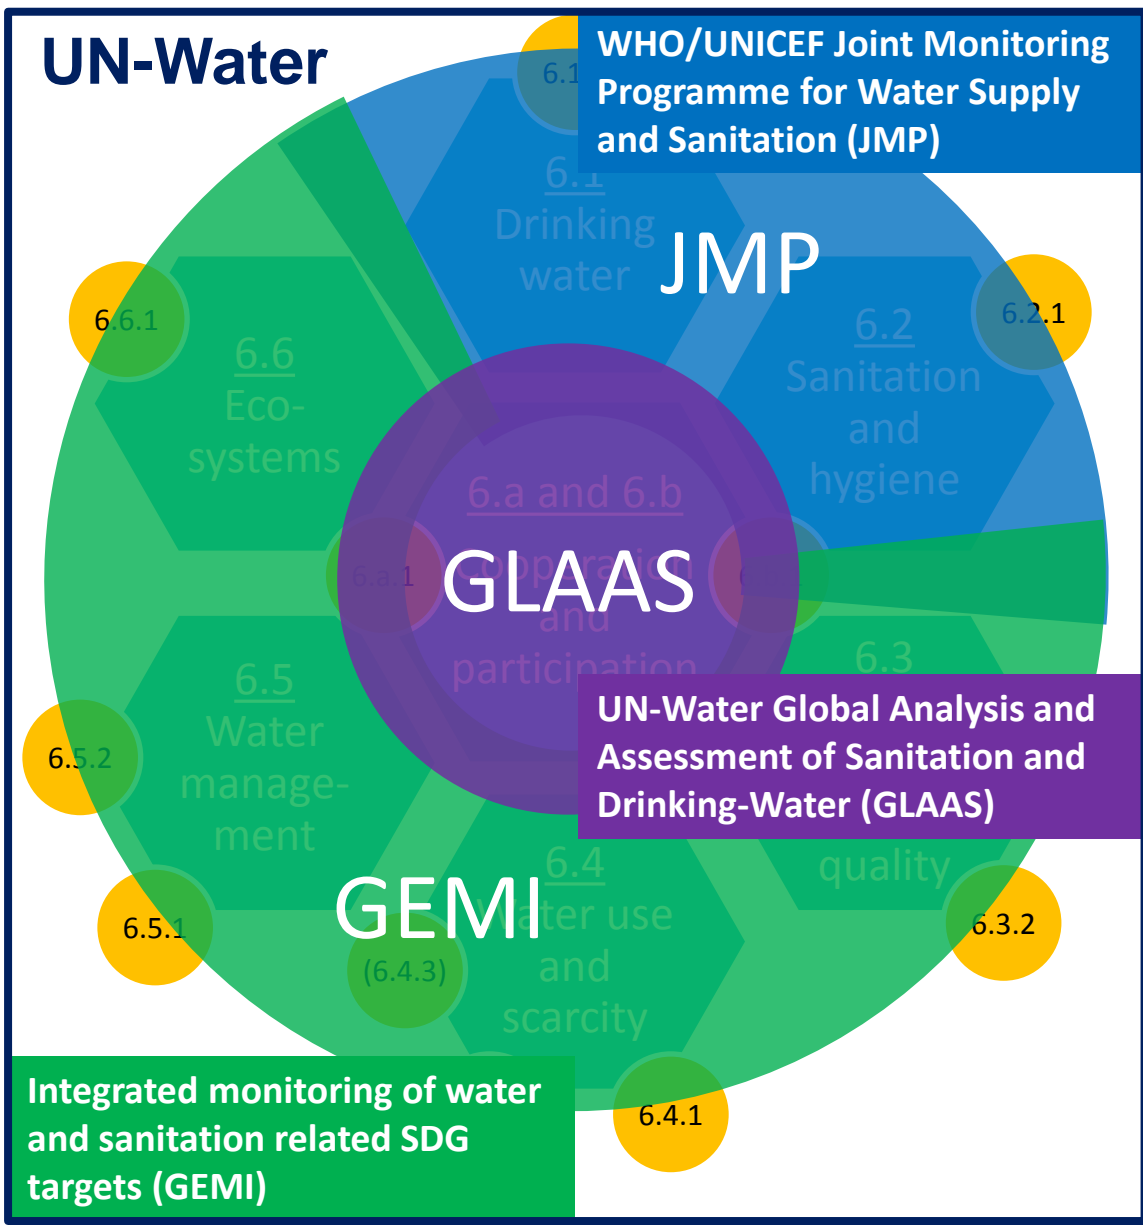 UN-Water
WHO/UNICEF Joint Monitoring
Programme for Water Supply
and Sanitation (JMP)
6.1
Drinking
water
JMP
6.2.1
6.2
Sanitation
and
hygiene
6.6.1
6.6
Eco-
systems
6.a and 6.b
Cooperation
and
participation
6.a.1
GLAAS
6.3
quality
UN-Water Global Analysis and
Assessment of Sanitation and
Drinking-Water (GLAAS)
6.5
Water
manage-
ment
6.5.2
6.5.1
GEMI
(6.4.3)
6.4
Water use
and
scarcity
6.3.2
6.4.1
Integrated monitoring of water
and sanitation related SDG
targets (GEMI)